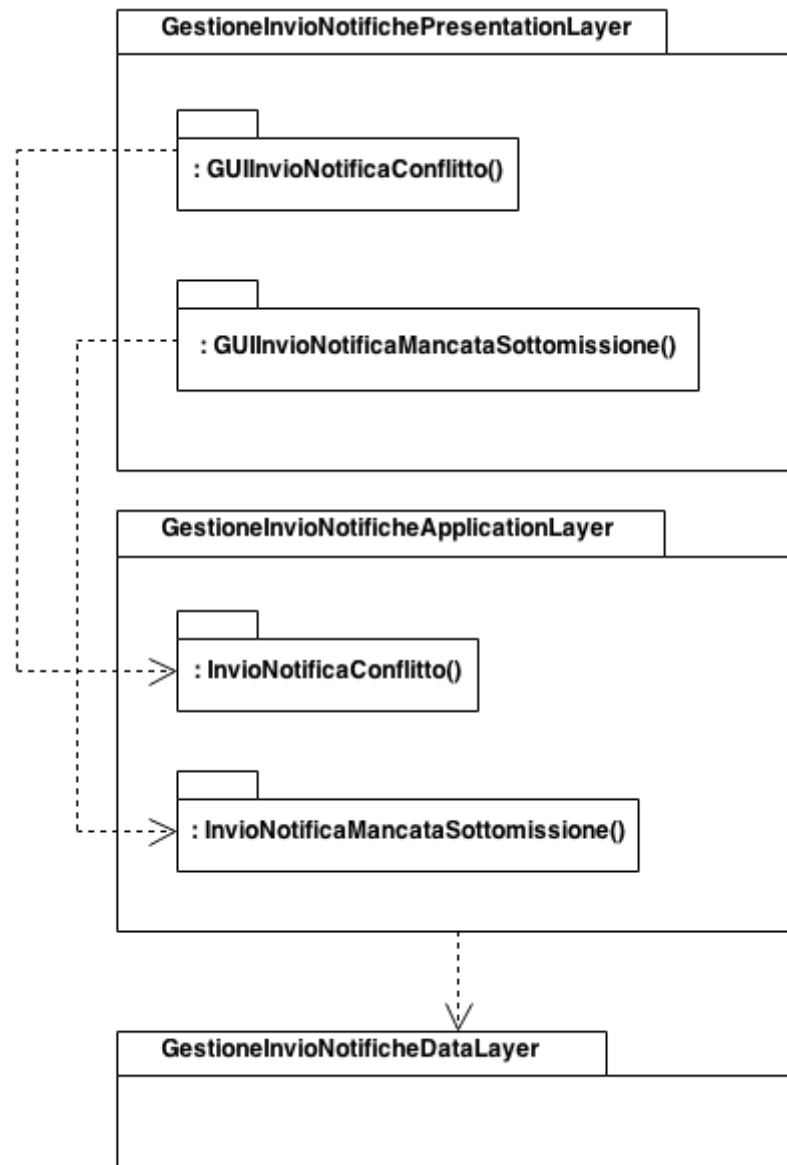 GestioneInvioNotifichePresentationLayer
: GUIInvioNotificaConflitto()
: GUIInvioNotificaMancataSottomissione()
GestioneInvioNotificheApplicationLayer
: InvioNotificaConflitto()
: InvioNotificaMancataSottomissione()
GestioneInvioNotificheDataLayer